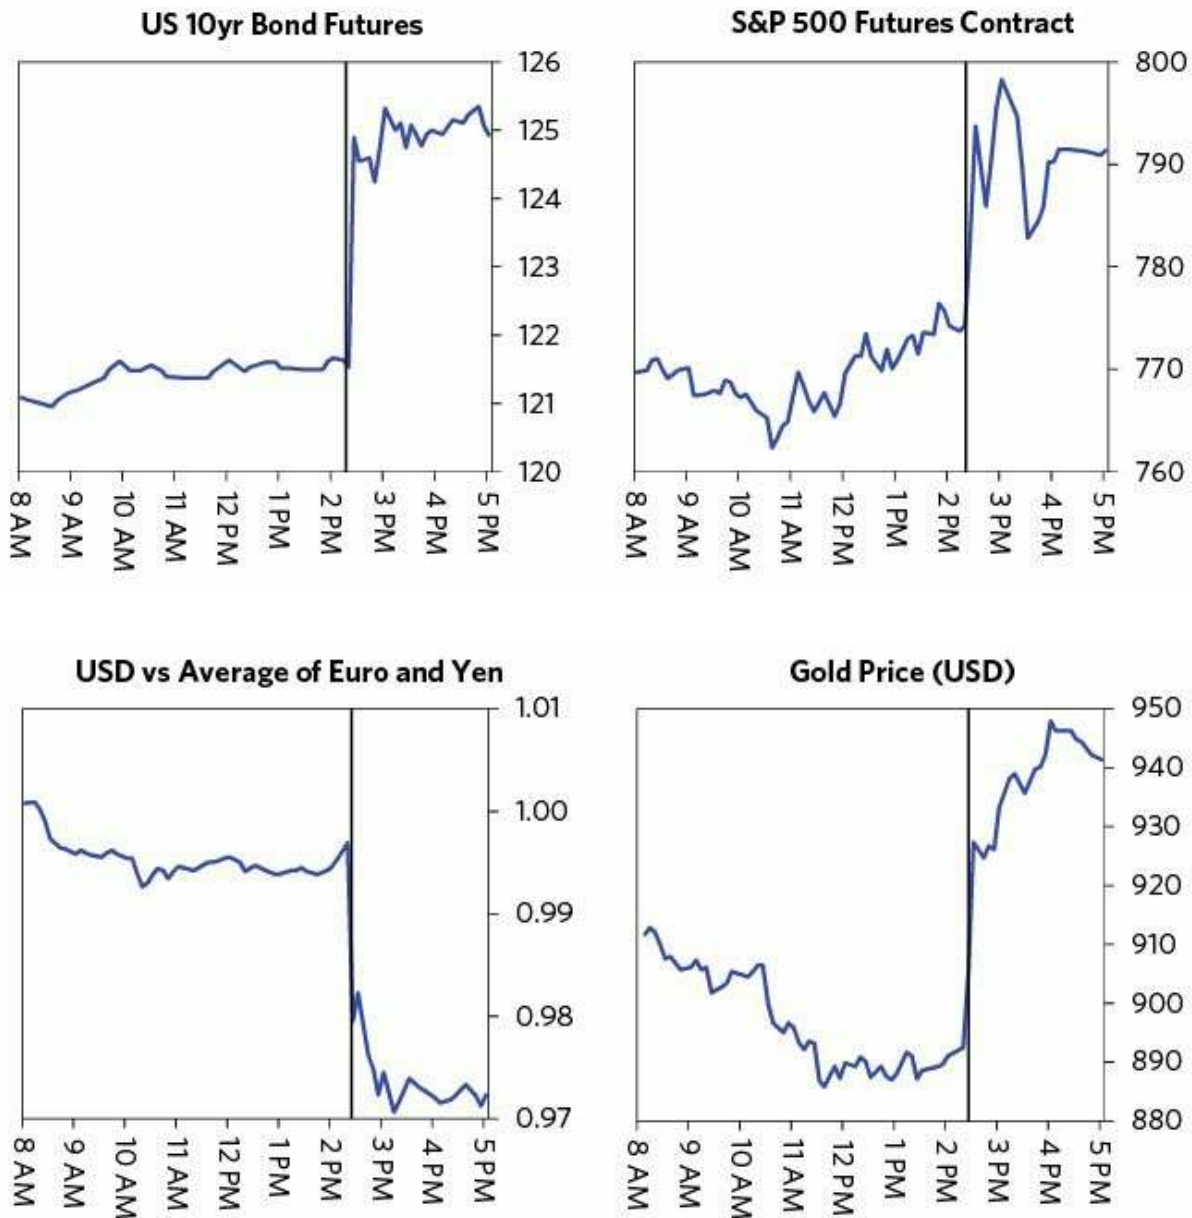 US 10yr Bond Futures
126
125
124
123
122
121
120
8 AM
9 AM
10 AM
11 AM
12 PM
1 PM
2 PM
3 PM
4 PM
5 PM
S&P 500 Futures Contract
800
790
780
770
760
8 AM
9 AM
10 AM
11 AM
12 PM
1 PM
2 PM
3 PM
4 PM
5 PM
USD vs Average of Euro and Yen
1.01
1.00
0.99
0.98
0.97
8 AM
9 AM
10 AM
11 AM
12 PM
1 PM
2 PM
3 PM
4 PM
5 PM
Gold Price (USD)
950
940
930
920
910
900
890
880
8 AM
9 AM
10 AM
11 AM
12 PM
1 PM
2 PM
3 PM
4 PM
5 PM